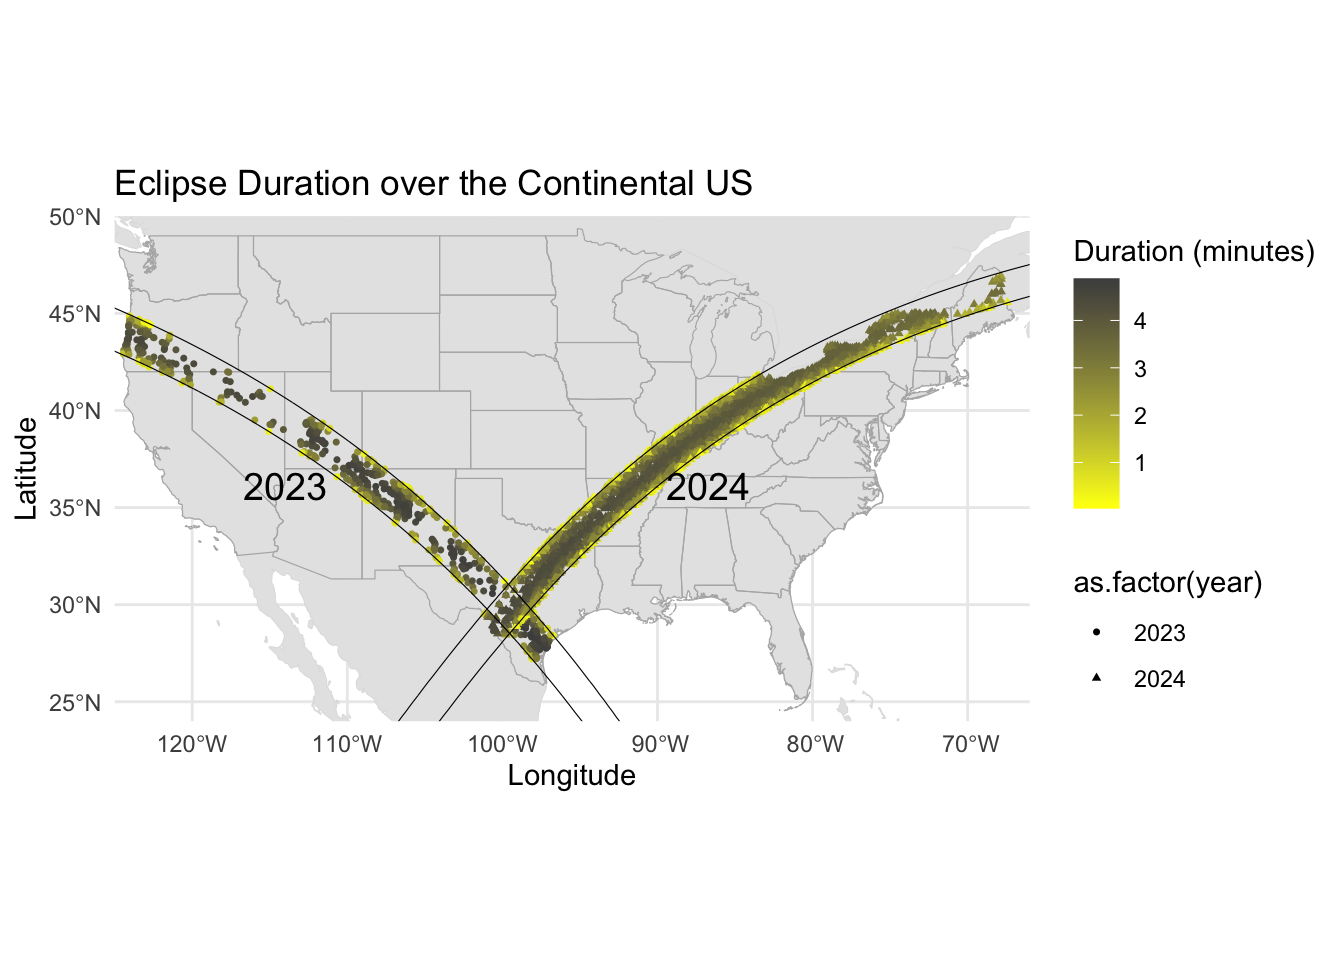 Eclipse Duration over the Continental US
50°N
45°N
40°N
35°N
30°N
25°N
Latitude
2023
2024
120°W
110°W
100°W
90°W
80°W
70°W
Longitude
Duration (minutes)
4
3
2
1
as.factor(year)
2023
2024